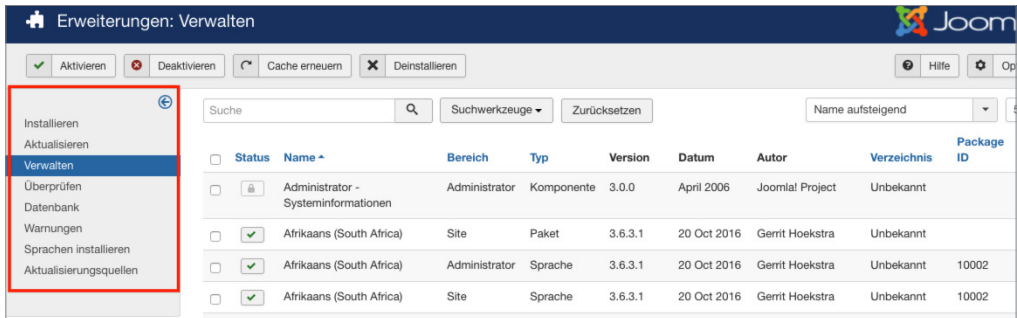 Erweiterungen: Verwalten
Joom
Aktivieren Deaktivieren Cache erneuern Deinstallieren Hilfe Op
Installieren
Aktualisieren
Verwalten
Überprüfen
Datenbank
Warnungen
Sprachen installieren
Aktualisierungsquellen
Suche Suchwerkzeuge Zurücksetzen Name aufsteigend
Status Name Bereich Typ Version Datum Autor Verzeichnis Package ID
Administrator - Systeminformationen Administrator Komponente 3.0.0 April 2006 Joomla! Project Unbekannt
Afrikaans (South Africa) Site Paket 3.6.3.1 20 Oct 2016 Gerrit Hoekstra Unbekannt
Afrikaans (South Africa) Administrator Sprache 3.6.3.1 20 Oct 2016 Gerrit Hoekstra Unbekannt 10002
Afrikaans (South Africa) Site Sprache 3.6.3.1 20 Oct 2016 Gerrit Hoekstra Unbekannt 10002